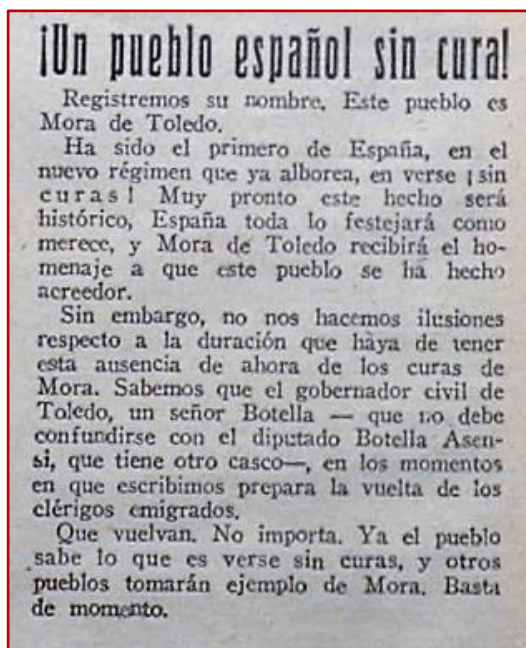 ¡Un pueblo español sin cura!
Registremos su nombre. Este pueblo es
Mora de Toledo.
Ha sido el primero de España, en el
nuevo régimen que ya alborea, en verse ¡sin
curas! Muy pronto este hecho será
histórico, España toda lo festejará como
merece, y Mora de Toledo recibirá el ho-
menaje a que este pueblo se ha hecho
acreedor.
Sin embargo, no nos hacemos ilusiones
respecto a la duración que haya de tener
esta ausencia de ahora de los curas de
Mora. Sabemos que el gobernador civil de
Toledo, un señor Botella — que no debe
confundirse con el diputado Botella Asen-
si, que tiene otro casco—, en los momentos
en que escribimos prepara la vuelta de los
clérigos emigrados.
Que vuelvan. No importa. Ya el pueblo
sabe lo que es verse sin curas, y otros
pueblos tomarán ejemplo de Mora. Basta
de momento.